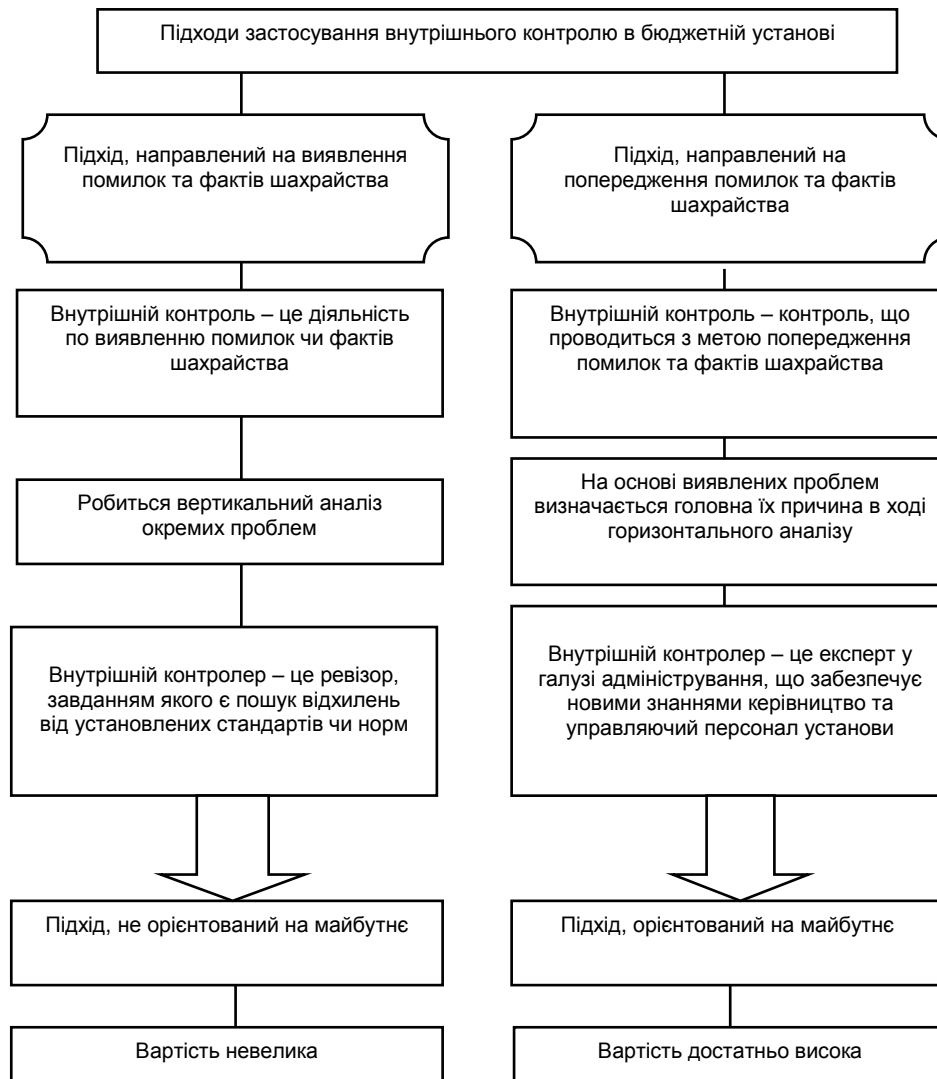 Підходи застосування внутрішнього контролю в бюджетній установі
Підхід, направлений на виявлення
помилок та фактів шахрайства
Внутрішній контроль – це діяльність
по виявленню помилок чи фактів
шахрайства
Робиться вертикальний аналіз
окремих проблем
Внутрішній контролер – це ревізор,
завданням якого є пошук відхилень
від установлених стандартів чи норм
Підхід, не орієнтований на майбутнє
Вартість невелика
Підхід, направлений на
попередження помилок та фактів
шахрайства
Внутрішній контроль – контроль, що
проводиться з метою попередження
помилок та фактів шахрайства
На основі виявлених проблем
визначається головна їх причина в ході
горизонтального аналізу
Внутрішній контролер – це експерт у
галузі адміністрування, що забезпечує
новими знаннями керівництво та
управляючий персонал установи
Підхід, орієнтований на майбутнє
Вартість достатньо висока